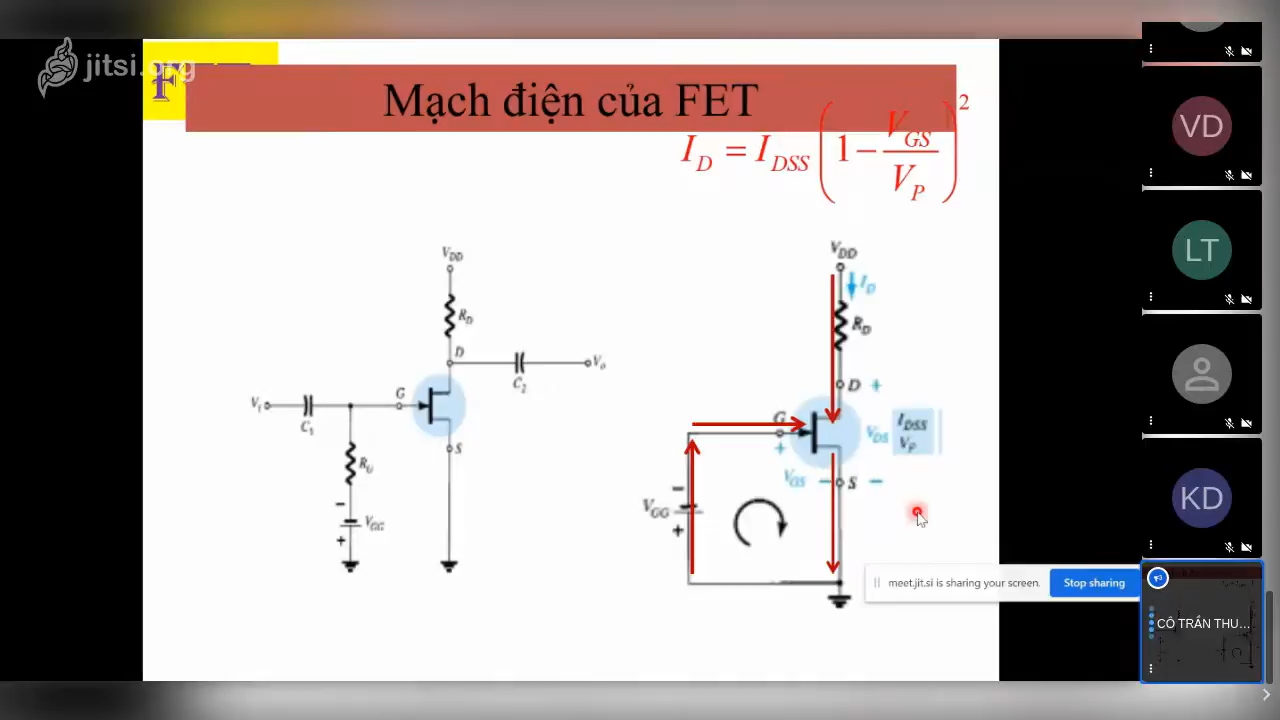 jitsi.org
Mạch điện của FET
I_D = I_DSS (1 − V_GS / V_P)^2
V_DD
R_D
D
V_o
C_2
G
V_i
C_1
S
R_G
V_GG
−
+
V_DD
I_D
R_D
D +
G
+
V_DS
I_DSS
V_P
V_GS − S −
−
V_GG
+
VD
LT
KD
meet.jit.si is sharing your screen.
Stop sharing
CÔ TRẦN THU...